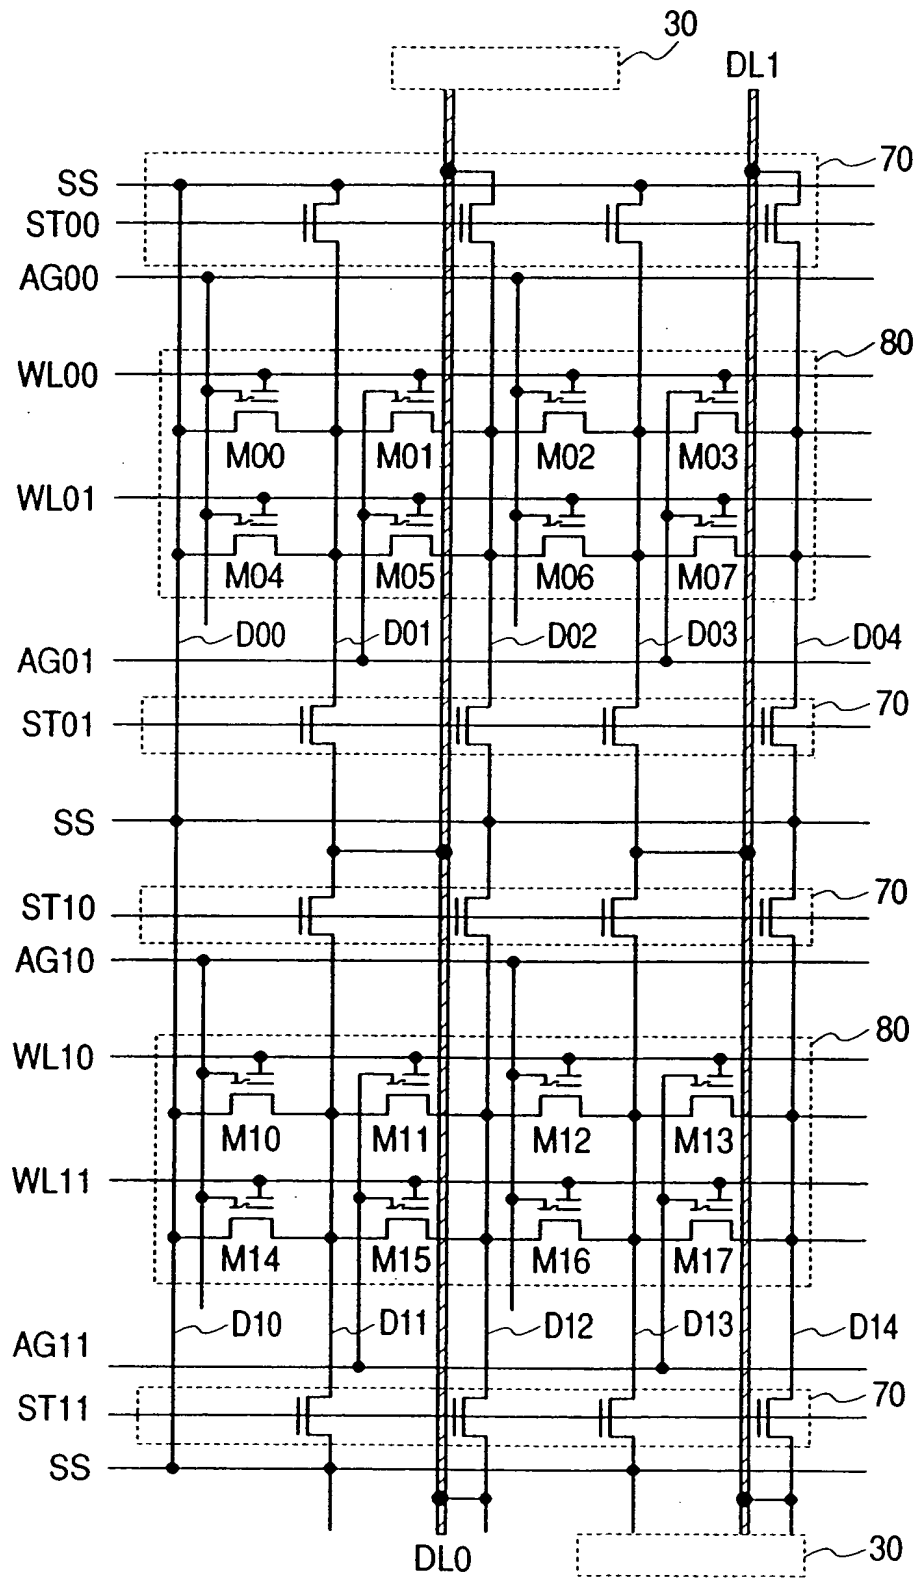 30
DL1
70
SS
ST00
AG00
80
WL00
M00 M01 M02 M03
WL01
M04 M05 M06 M07
D00 D01 D02 D03 D04
AG01
70
ST01
SS
70
ST10
AG10
80
WL10
M10 M11 M12 M13
WL11
M14 M15 M16 M17
D10 D11 D12 D13 D14
AG11
70
ST11
SS
DL0
30